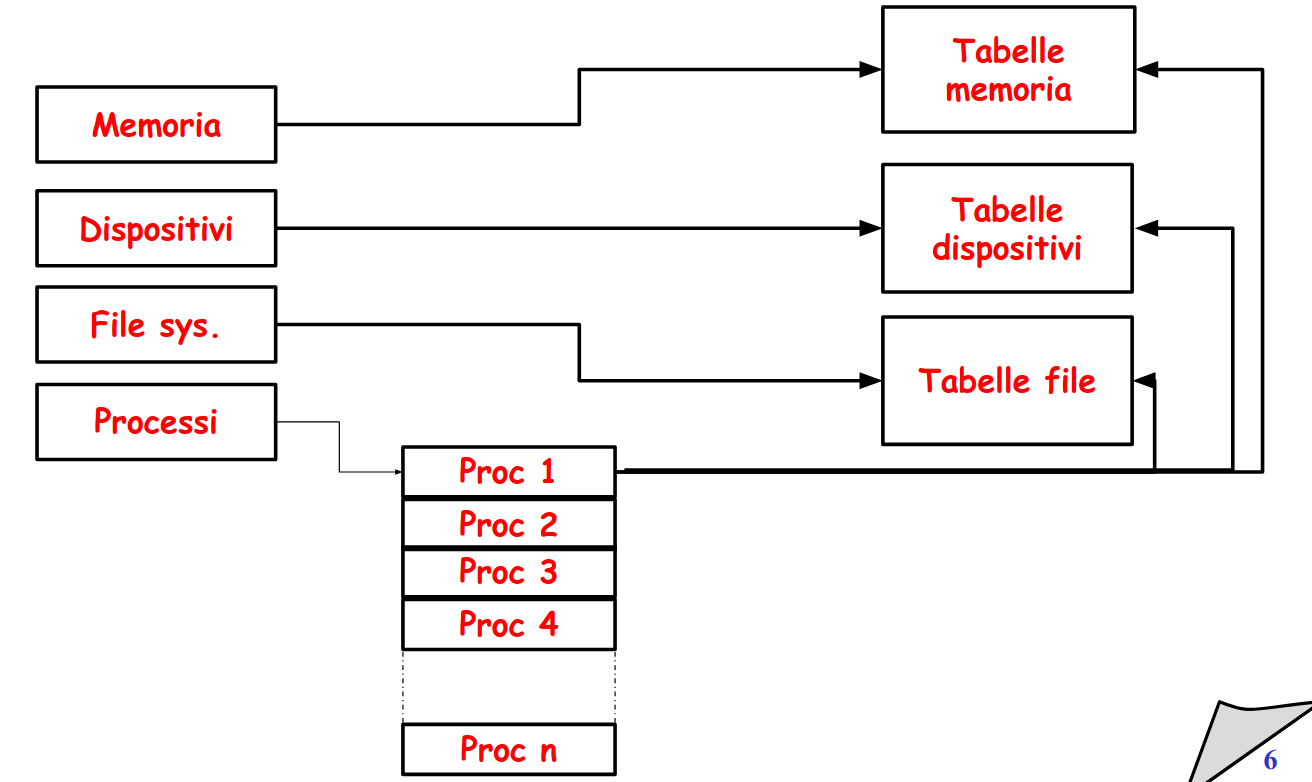 Memoria
Dispositivi
File sys.
Processi
Proc 1
Proc 2
Proc 3
Proc 4
Proc n
Tabelle
memoria
Tabelle
dispositivi
Tabelle file
6